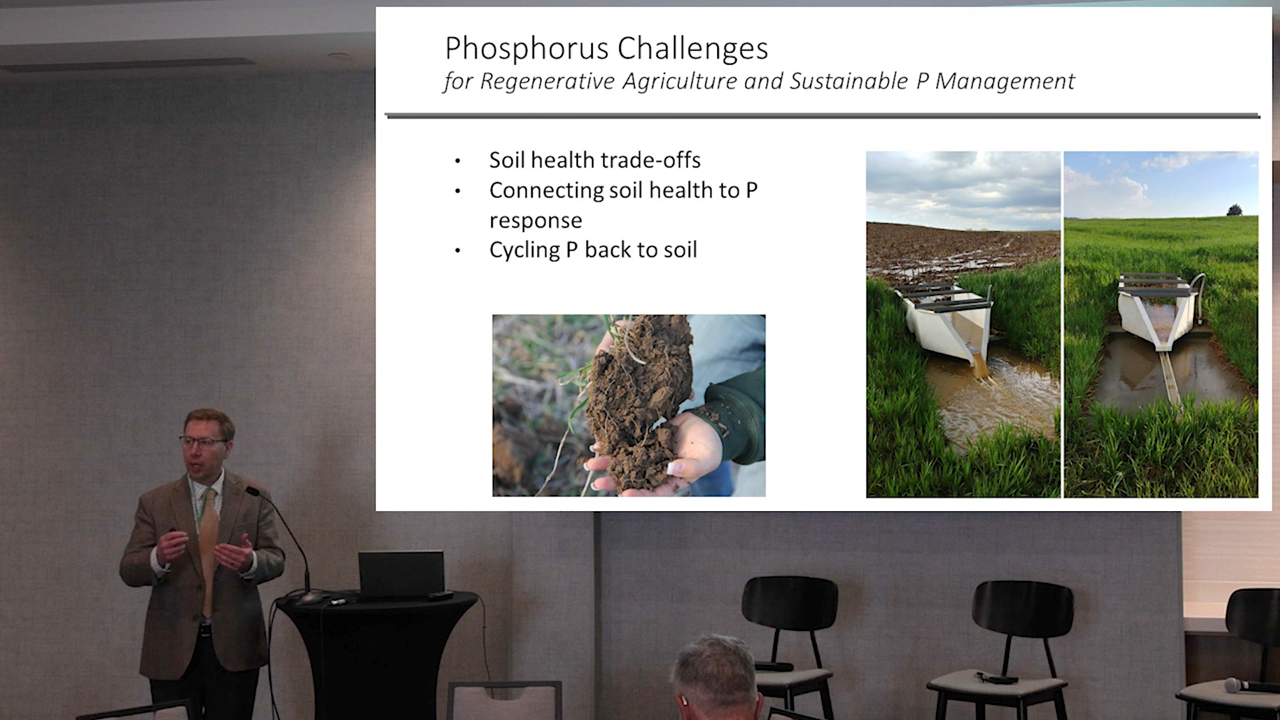 Phosphorus Challenges
for Regenerative Agriculture and Sustainable P Management
• Soil health trade-offs
• Connecting soil health to P
response
• Cycling P back to soil